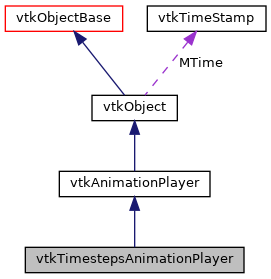 vtkObjectBase
vtkTimeStamp
MTime
vtkObject
vtkAnimationPlayer
vtkTimestepsAnimationPlayer